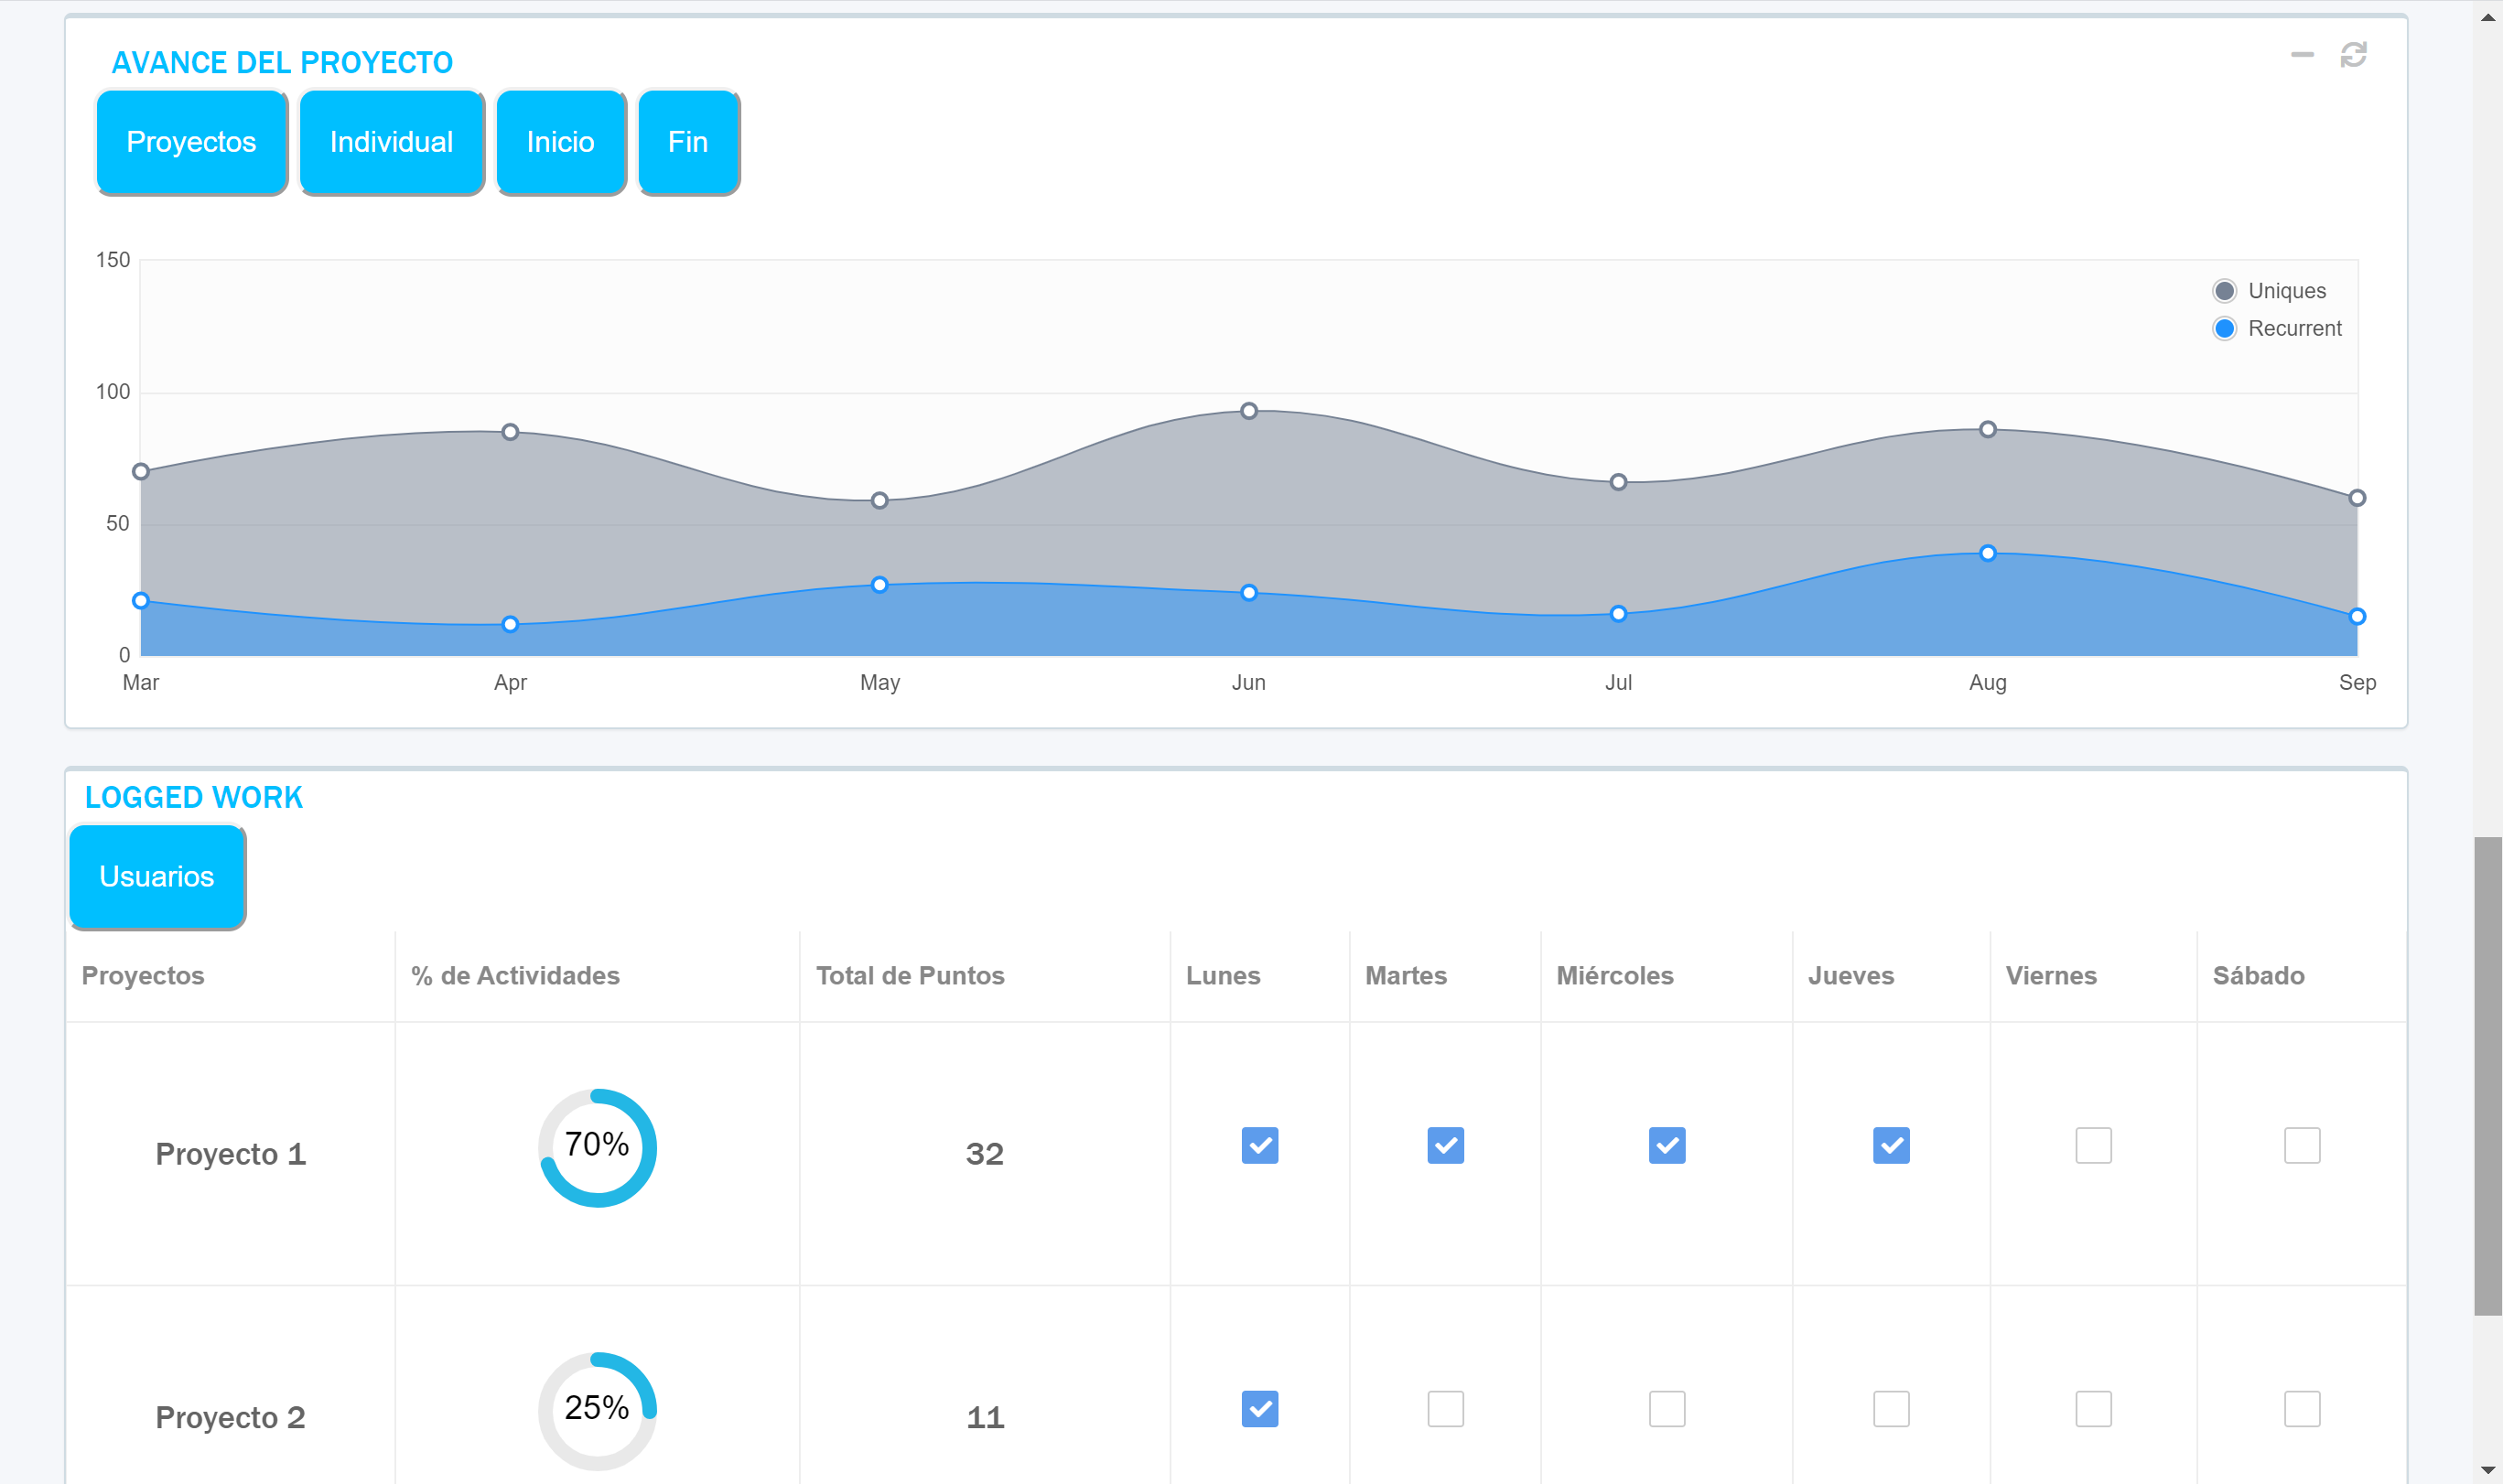 AVANCE DEL PROYECTO
Proyectos Individual Inicio Fin
150
Uniques
Recurrent
100
50
0
Mar Apr May Jun Jul Aug Sep
LOGGED WORK
Usuarios
Proyectos % de Actividades Total de Puntos Lunes Martes Miércoles Jueves Viernes Sábado
Proyecto 1 70% 32
Proyecto 2 25% 11